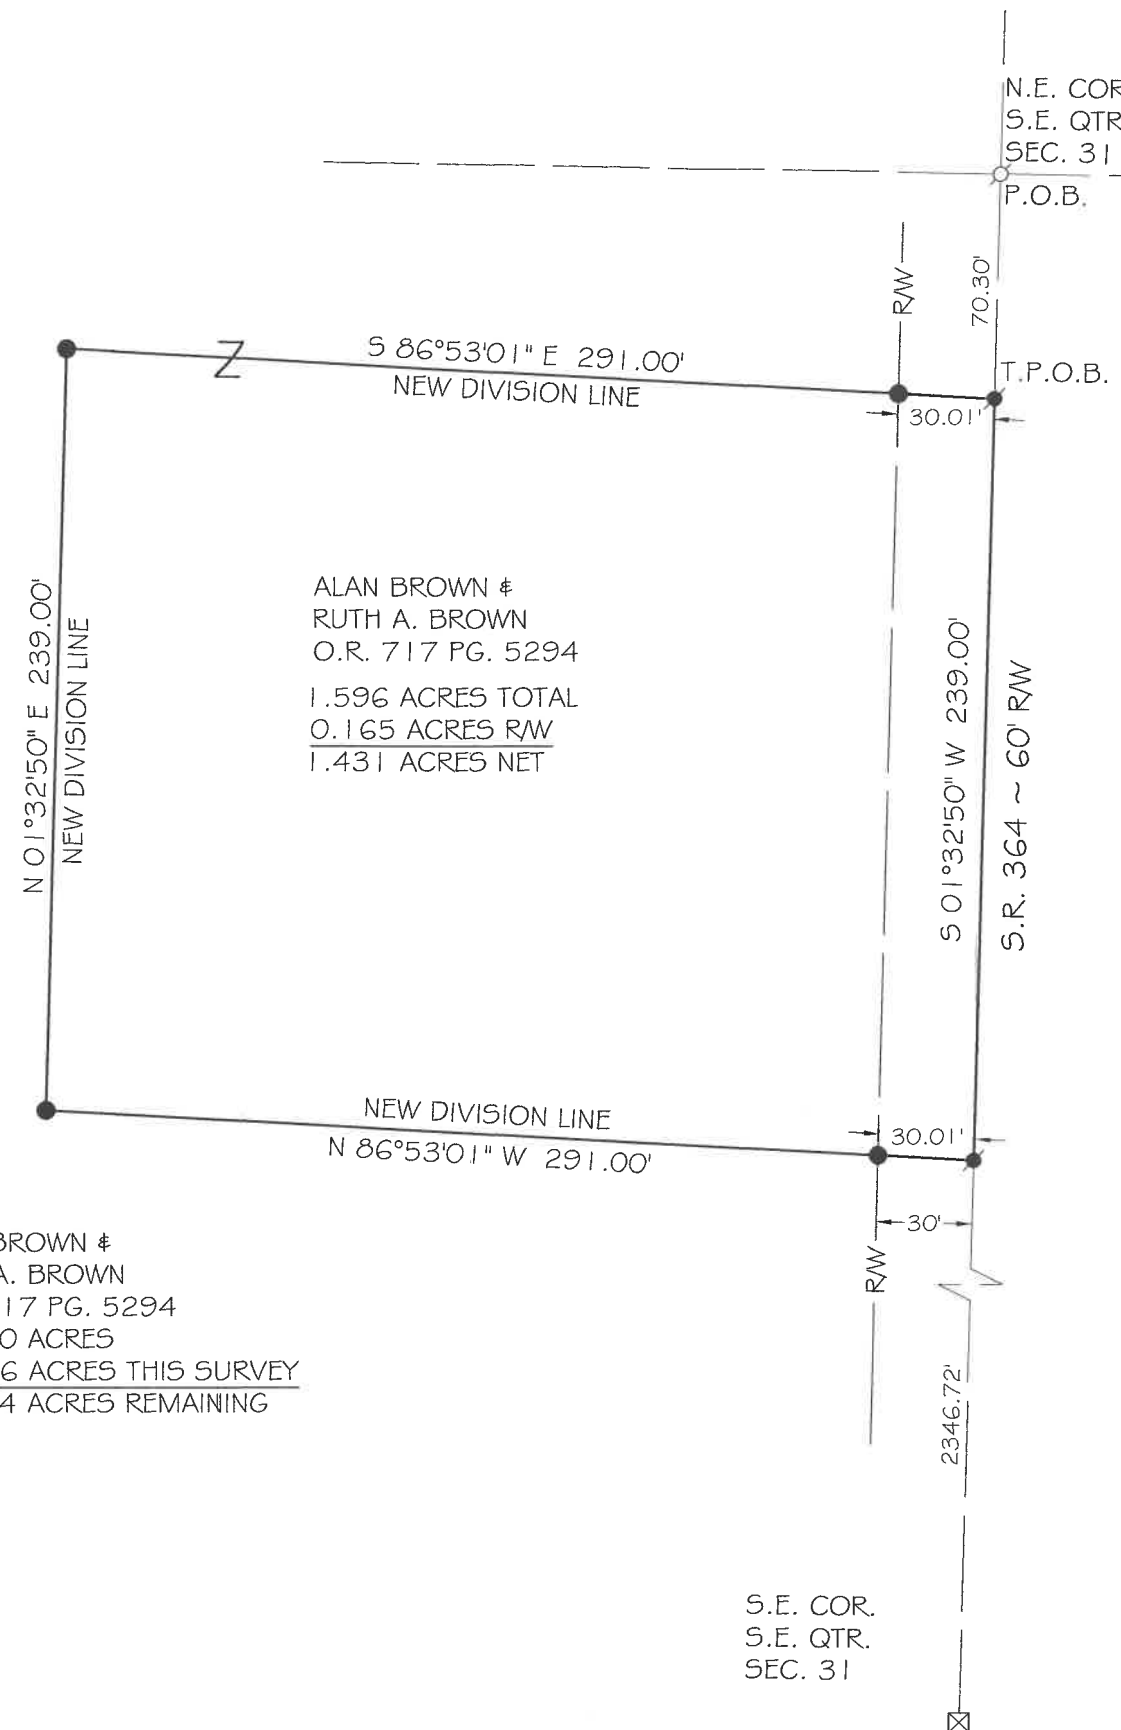 N.E. COR
S.E. QTR
SEC. 31
P.O.B.
R/W
70.30'
S 86°53'01" E 291.00'
NEW DIVISION LINE
T.P.O.B.
30.01'
N 01°32'50" E 239.00'
NEW DIVISION LINE
ALAN BROWN &
RUTH A. BROWN
O.R. 717 PG. 5294
1.596 ACRES TOTAL
0.165 ACRES R/W
1.431 ACRES NET
S 01°32'50" W 239.00'
S.R. 364 ~ 60' R/W
NEW DIVISION LINE
N 86°53'01" W 291.00'
30.01'
30'
R/W
BROWN &
A. BROWN
17 PG. 5294
0 ACRES
6 ACRES THIS SURVEY
4 ACRES REMAINING
2346.72'
S.E. COR.
S.E. QTR.
SEC. 31